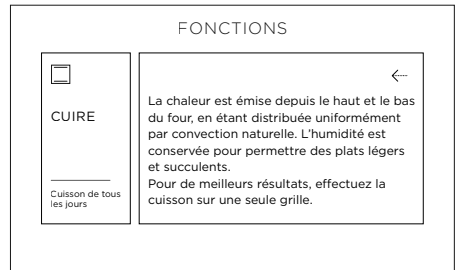 FONCTIONS
CUIRE
Cuisson de tous
les jours
La chaleur est émise depuis le haut et le bas
du four, en étant distribuée uniformément
par convection naturelle. L'humidité est
conservée pour permettre des plats légers
et succulents.
Pour de meilleurs résultats, effectuez la
cuisson sur une seule grille.